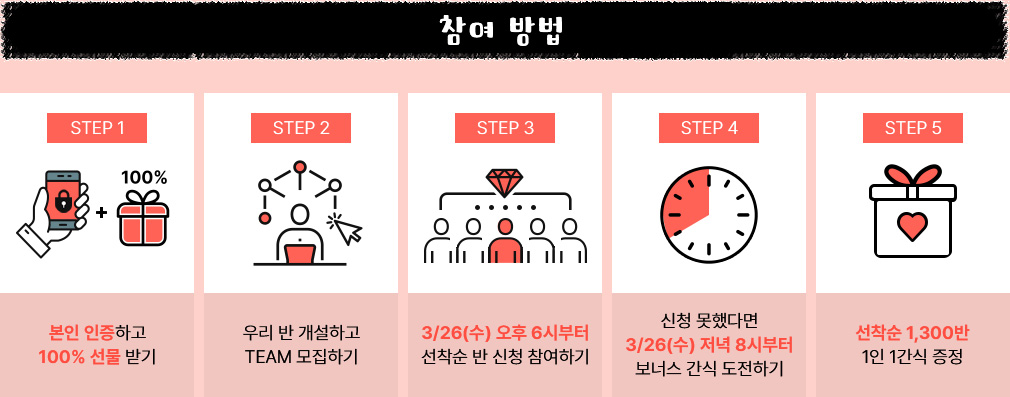 참여 방법
STEP 1
100%
본인 인증하고
100% 선물 받기
STEP 2
우리 반 개설하고
TEAM 모집하기
STEP 3
3/26(수) 오후 6시부터
선착순 반 신청 참여하기
STEP 4
신청 못했다면
3/26(수) 저녁 8시부터
보너스 간식 도전하기
STEP 5
선착순 1,300반
1인 1간식 증정